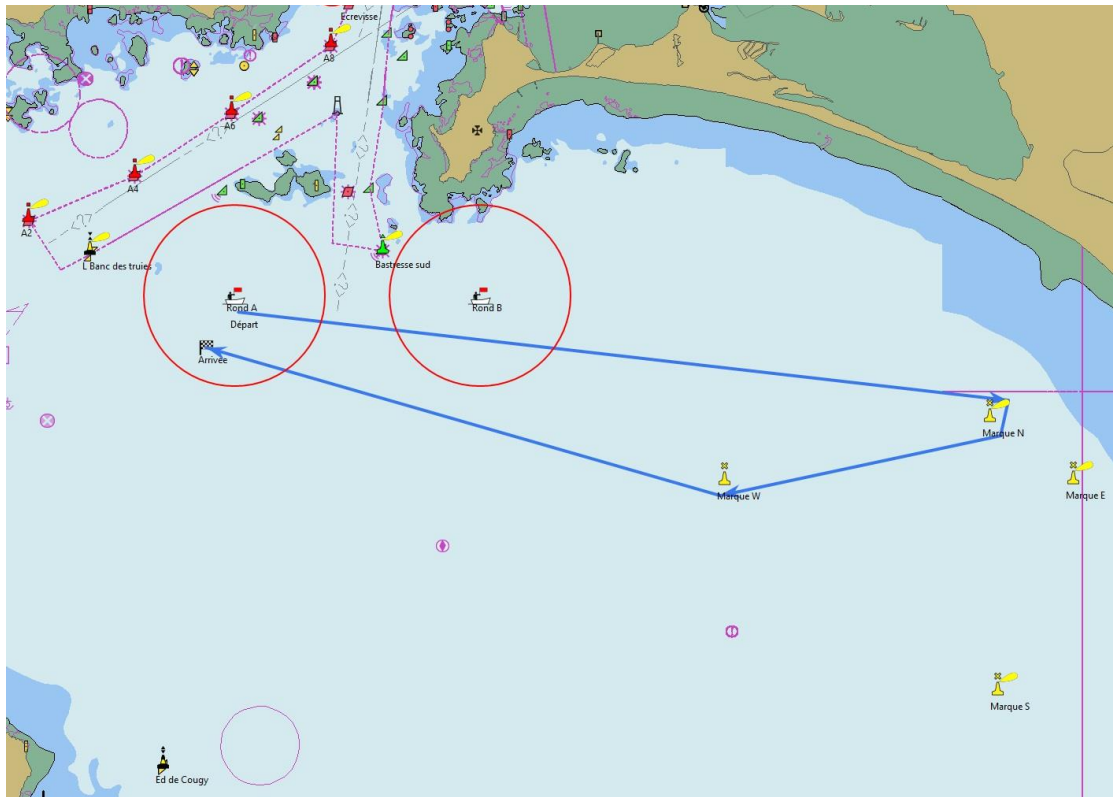 Ecrevisse
A8
A6
A4
A2
L Banc des truies
Bastresse sud
Rond A
Rond B
Départ
Arrivée
Marque N
Marque W
Marque E
Marque S
Ed de Cougy